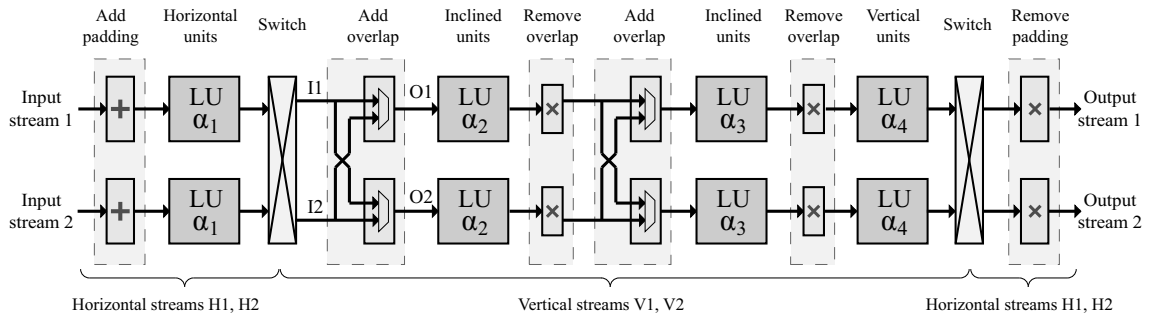 Add
padding
Horizontal
units
Switch
Add
overlap
Inclined
units
Remove
overlap
Add
overlap
Inclined
units
Remove
overlap
Vertical
units
Switch
Remove
padding
Input
stream 1
+
LU
α1
I1
O1
LU
α2
×
LU
α3
×
LU
α4
×
Output
stream 1
Input
stream 2
+
LU
α1
I2
O2
LU
α2
×
LU
α3
×
LU
α4
×
Output
stream 2
Horizontal streams H1, H2
Vertical streams V1, V2
Horizontal streams H1, H2